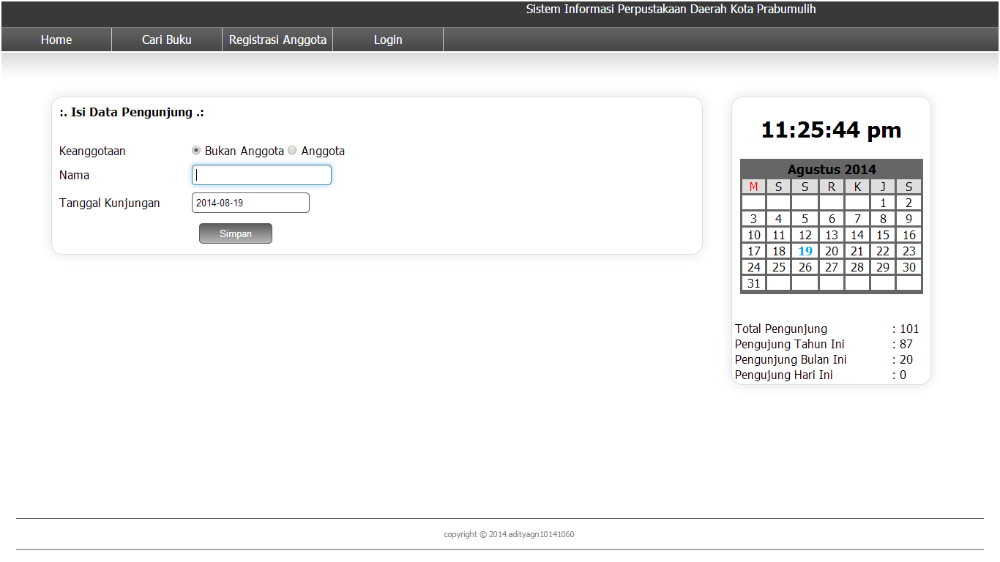 Sistem Informasi Perpustakaan Daerah Kota Prabumulih
Home Cari Buku Registrasi Anggota Login
:. Isi Data Pengunjung .:
Keanggotaan Bukan Anggota Anggota
Nama
Tanggal Kunjungan 2014-08-19
Simpan
11:25:44 pm
Agustus 2014
M S S R K J S
1 2
3 4 5 6 7 8 9
10 11 12 13 14 15 16
17 18 19 20 21 22 23
24 25 26 27 28 29 30
31
Total Pengunjung : 101
Pengujung Tahun Ini : 87
Pengunjung Bulan Ini : 20
Pengujung Hari Ini : 0
copyright © 2014 adityagn10141060